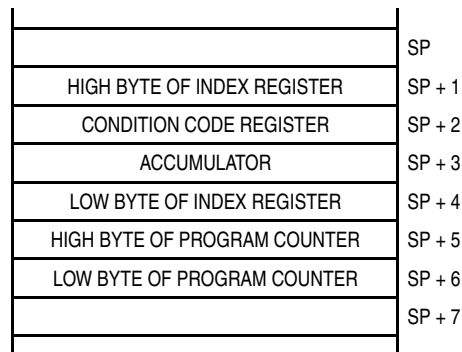 SP
HIGH BYTE OF INDEX REGISTER SP + 1
CONDITION CODE REGISTER SP + 2
ACCUMULATOR SP + 3
LOW BYTE OF INDEX REGISTER SP + 4
HIGH BYTE OF PROGRAM COUNTER SP + 5
LOW BYTE OF PROGRAM COUNTER SP + 6
SP + 7